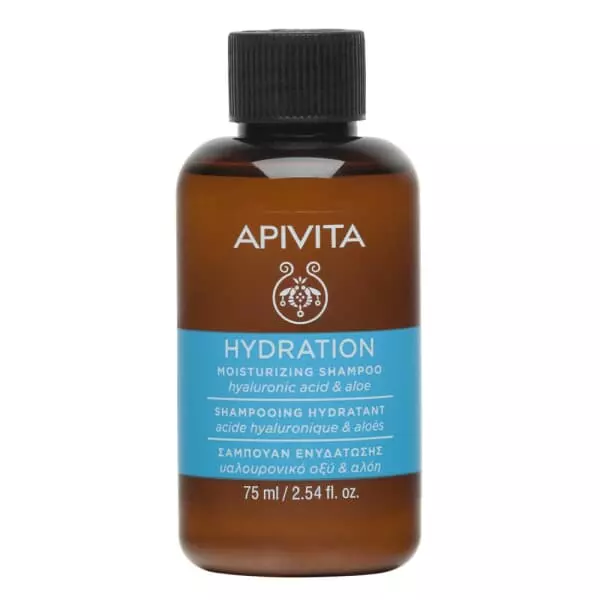 APIVITA
HYDRATION
MOISTURIZING SHAMPOO
hyaluronic acid & aloe
SHAMPOOING HYDRATANT
acide hyaluronique & aloès
ΣΑΜΠΟΥΑΝ ΕΝΥΔΑΤΩΣΗΣ
υαλουρονικό οξύ & αλόη
75 ml / 2.54 fl. oz.